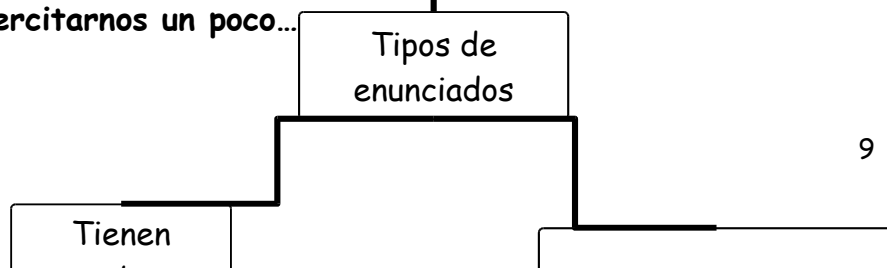 ercitarnos un poco...
Tipos de
enunciados
9
Tienen